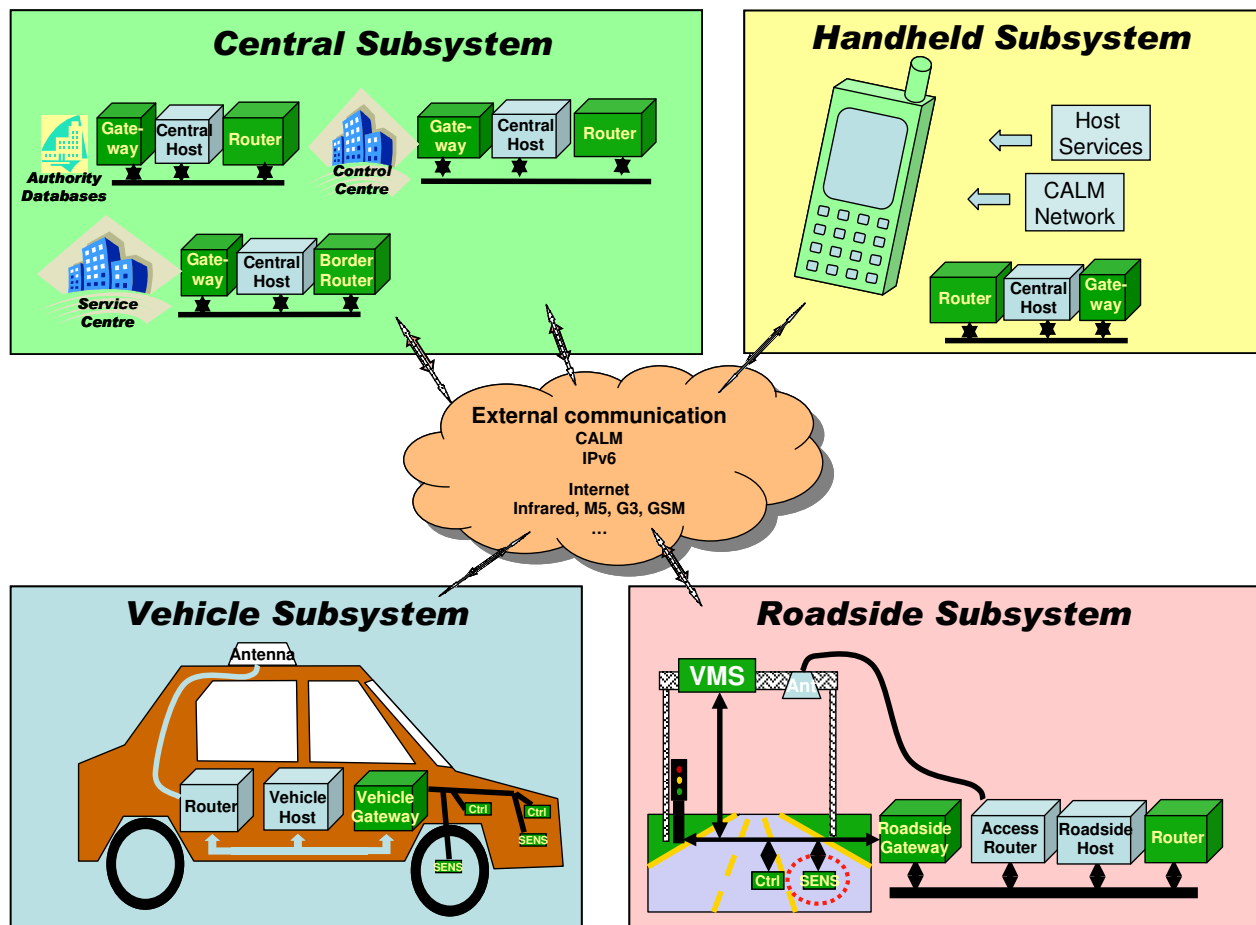 Central Subsystem
Gate-
way
Central
Host
Router
Authority
Databases
Gate-
way
Central
Host
Router
Control
Centre
Gate-
way
Central
Host
Border
Router
Service
Centre
Handheld Subsystem
Host
Services
CALM
Network
Router
Central
Host
Gate-
way
External communication
CALM
IPv6
Internet
Infrared, M5, G3, GSM
...
Vehicle Subsystem
Antenna
Router
Vehicle
Host
Vehicle
Gateway
Ctrl
Ctrl
SENS
SENS
Roadside Subsystem
VMS
Ant
Roadside
Gateway
Access
Router
Roadside
Host
Router
Ctrl
SENS